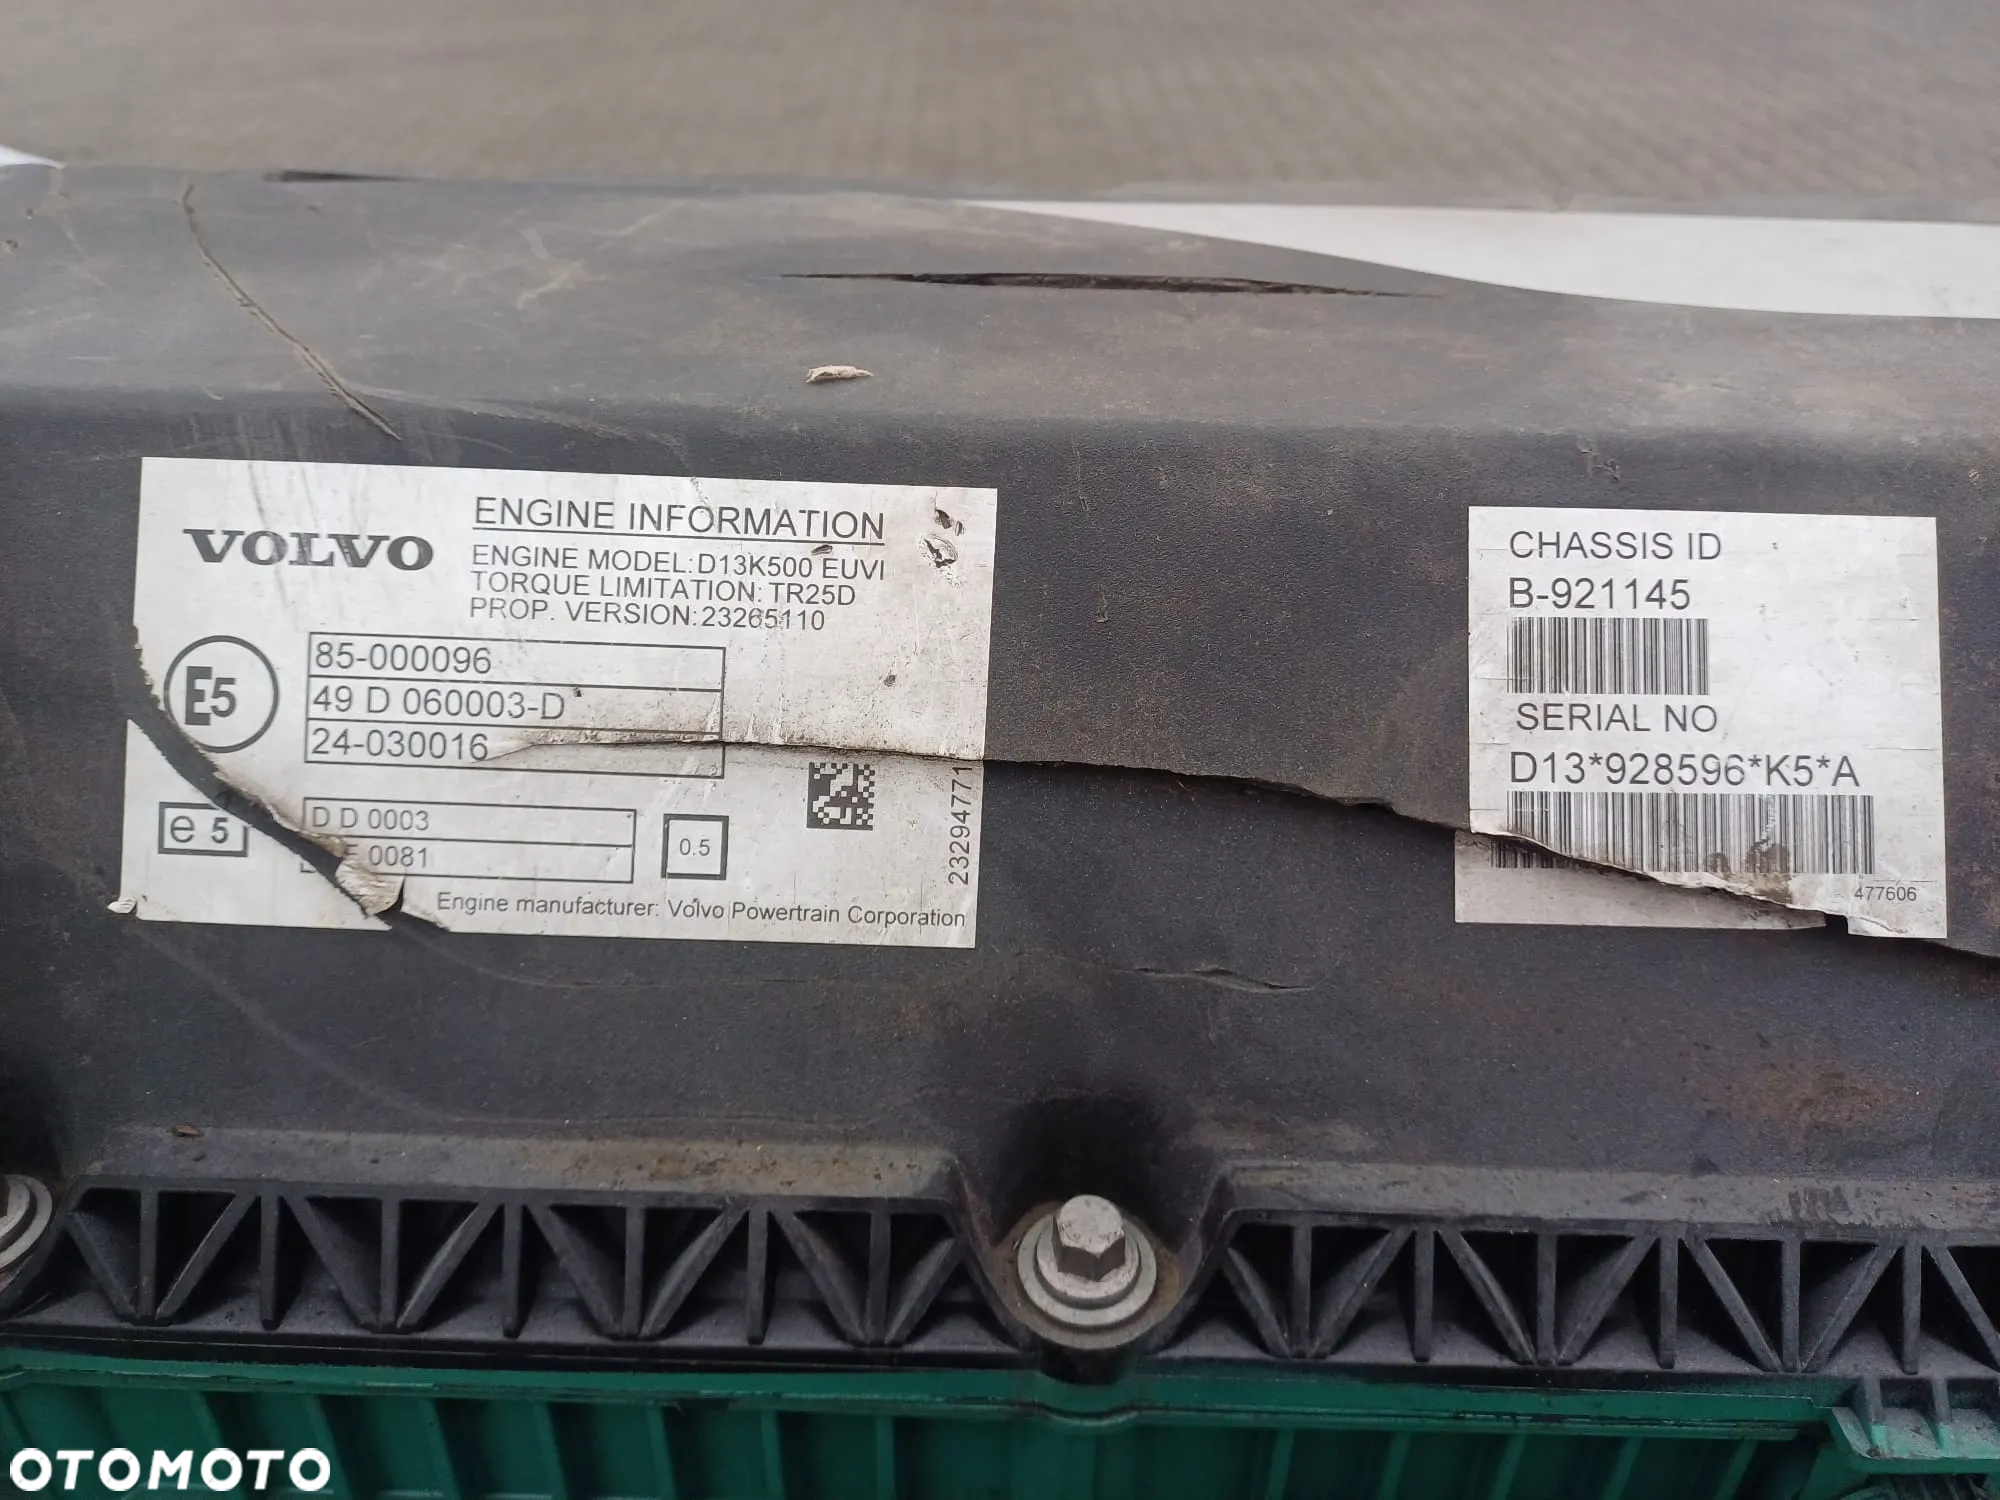 VOLVO
ENGINE INFORMATION
ENGINE MODEL:D13K500 EUVI
TORQUE LIMITATION:TR25D
PROP. VERSION:23265110
E5
85-000096
49 D 060003-D
24-030016
e 5
D D 0003
0081
0.5
23294771
Engine manufacturer: Volvo Powertrain Corporation
CHASSIS ID
B-921145
SERIAL NO
D13*928596*K5*A
477606
OTOMOTO